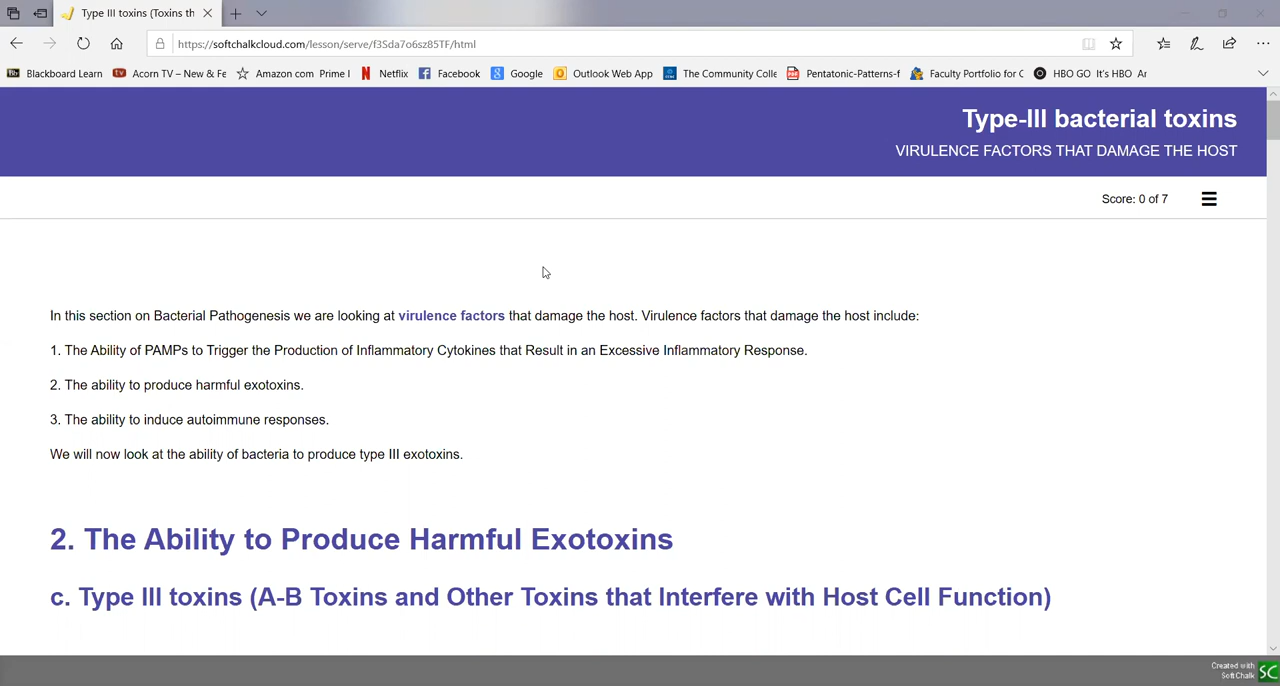 Type III toxins (Toxins th
https://softchalkcloud.com/lesson/serve/f3Sda7o6sz85TF/html
Blackboard Learn Acorn TV – New & Fe Amazon com Prime I Netflix Facebook Google Outlook Web App The Community Colle Pentatonic-Patterns-f Faculty Portfolio for C HBO GO It's HBO Ar
Type-III bacterial toxins
VIRULENCE FACTORS THAT DAMAGE THE HOST
Score: 0 of 7
In this section on Bacterial Pathogenesis we are looking at virulence factors that damage the host. Virulence factors that damage the host include:
1. The Ability of PAMPs to Trigger the Production of Inflammatory Cytokines that Result in an Excessive Inflammatory Response.
2. The ability to produce harmful exotoxins.
3. The ability to induce autoimmune responses.
We will now look at the ability of bacteria to produce type III exotoxins.
2. The Ability to Produce Harmful Exotoxins
c. Type III toxins (A-B Toxins and Other Toxins that Interfere with Host Cell Function)
Created with
SoftChalk
SC